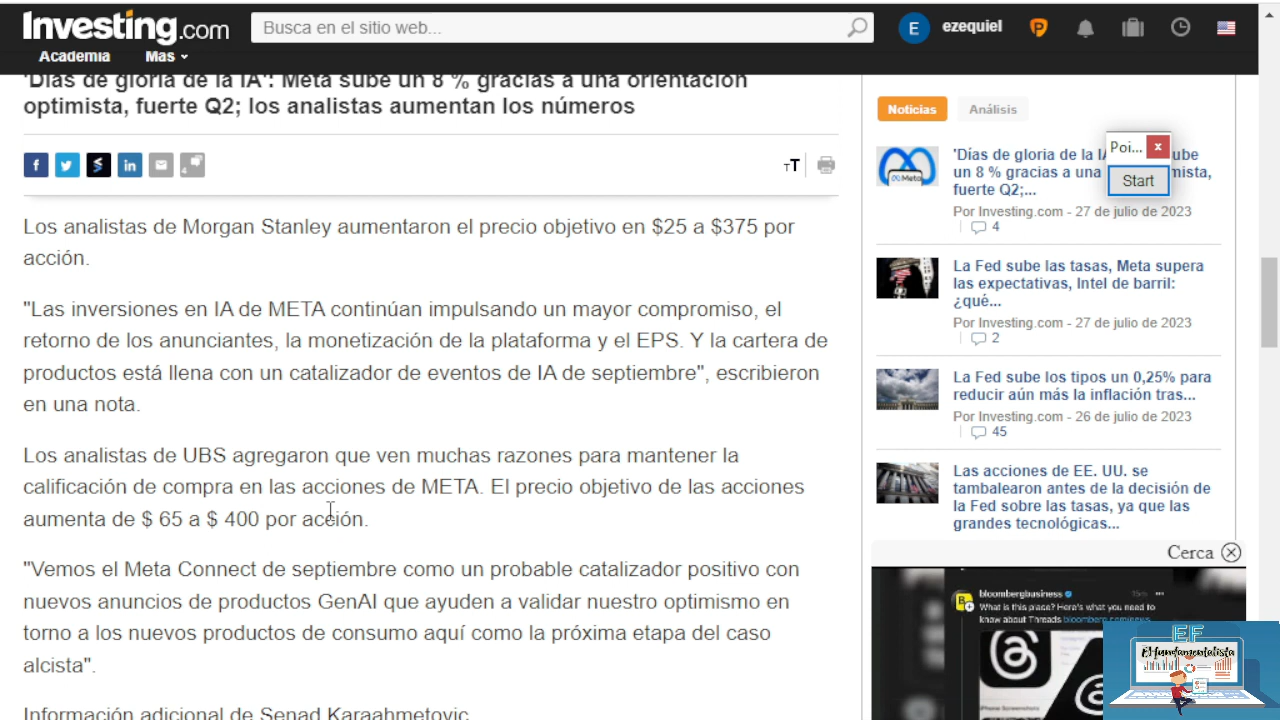 Investing.com
Busca en el sitio web...
E
ezequiel
P
Academia
Mas
'Días de gloria de la IA': Meta sube un 8 % gracias a una orientación
optimista, fuerte Q2; los analistas aumentan los números
4
TT
Los analistas de Morgan Stanley aumentaron el precio objetivo en $25 a $375 por
acción.
"Las inversiones en IA de META continúan impulsando un mayor compromiso, el
retorno de los anunciantes, la monetización de la plataforma y el EPS. Y la cartera de
productos está llena con un catalizador de eventos de IA de septiembre", escribieron
en una nota.
Los analistas de UBS agregaron que ven muchas razones para mantener la
calificación de compra en las acciones de META. El precio objetivo de las acciones
aumenta de $ 65 a $ 400 por acción.
"Vemos el Meta Connect de septiembre como un probable catalizador positivo con
nuevos anuncios de productos GenAI que ayuden a validar nuestro optimismo en
torno a los nuevos productos de consumo aquí como la próxima etapa del caso
alcista".
Información adicional de Senad Karaahmetovic
Noticias
Análisis
Poi...
x
Start
Meta
'Días de gloria de la IA ube
un 8 % gracias a una mista,
fuerte Q2;...
Por Investing.com - 27 de julio de 2023
4
La Fed sube las tasas, Meta supera
las expectativas, Intel de barril:
¿qué...
Por Investing.com - 27 de julio de 2023
2
La Fed sube los tipos un 0,25% para
reducir aún más la inflación tras...
Por Investing.com - 26 de julio de 2023
45
Las acciones de EE. UU. se
tambalearon antes de la decisión de
la Fed sobre las tasas, ya que las
grandes tecnológicas...
Cerca
bloombergbusiness
What is this place? Here's what you need to
know about Threads
iPhone Screenshots
EF
El fundamentalista